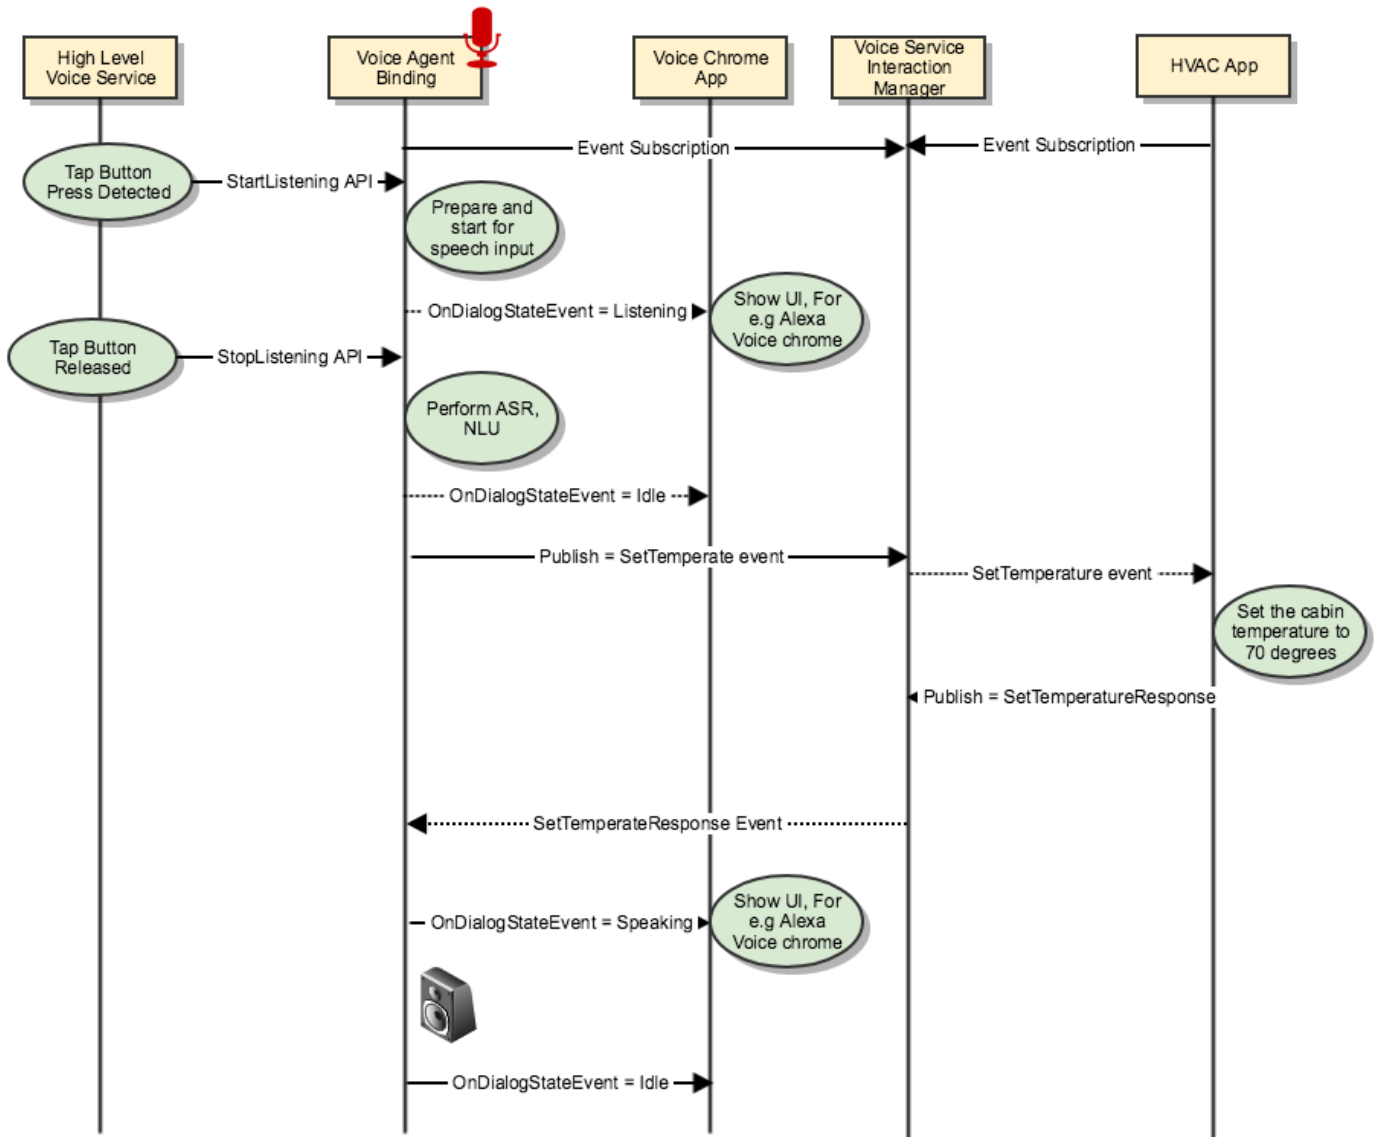 High Level
Voice Service
Voice Agent
Binding
Voice Chrome
App
Voice Service
Interaction
Manager
HVAC App
Event Subscription
Event Subscription
Tap Button
Press Detected
StartListening API
Prepare and
start for
speech input
OnDialogStateEvent = Listening
Show UI, For
e.g Alexa
Voice chrome
Tap Button
Released
StopListening API
Perform ASR,
NLU
OnDialogStateEvent = Idle
Publish = SetTemperate event
SetTemperature event
Set the cabin
temperature to
70 degrees
Publish = SetTemperatureResponse
SetTemperateResponse Event
OnDialogStateEvent = Speaking
Show UI, For
e.g Alexa
Voice chrome
OnDialogStateEvent = Idle